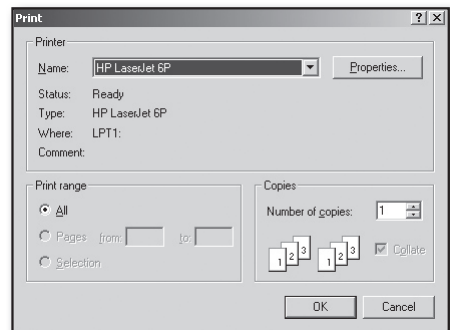 Print
Printer
Name: HP LaserJet 6P Properties...
Status: Ready
Type: HP LaserJet 6P
Where: LPT1:
Comment:
Print range
All
Pages from: to:
Selection
Copies
Number of copies: 1
1 2 3 1 2 3 Collate
OK Cancel